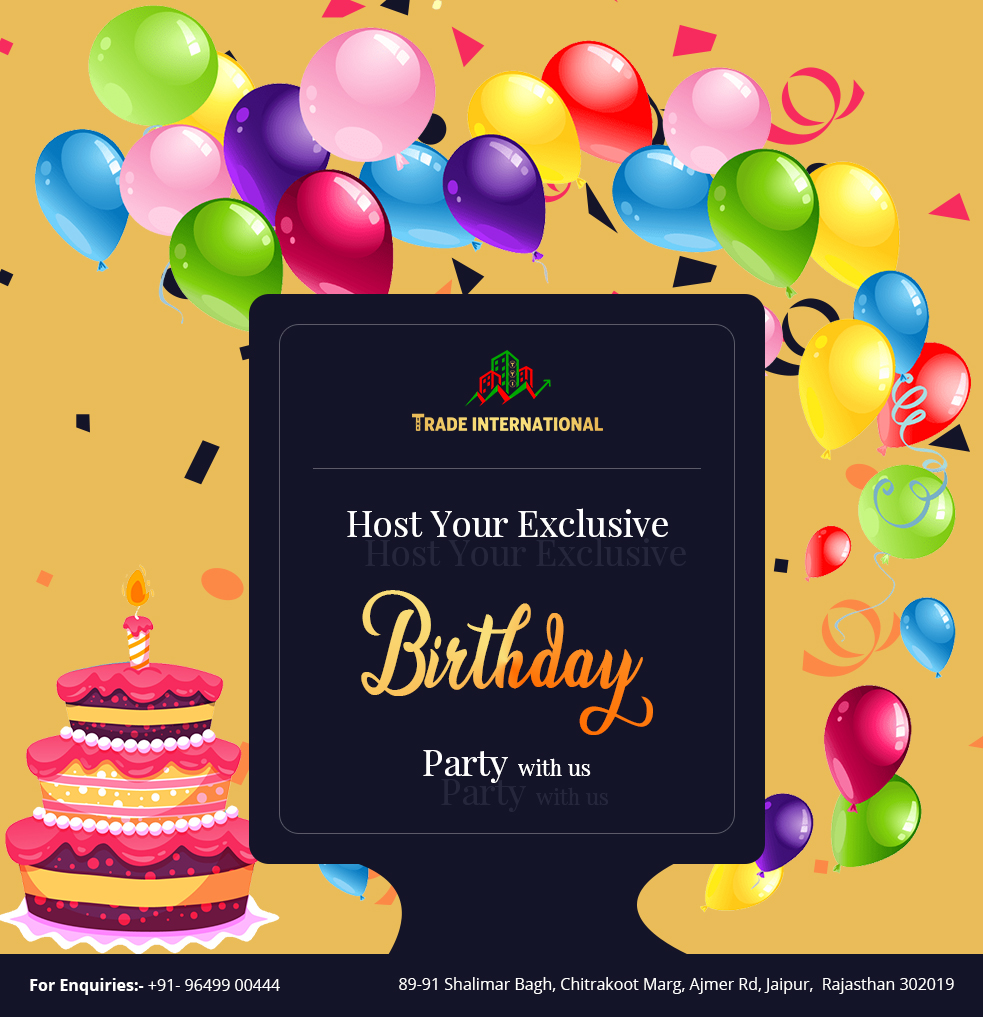 TRADE INTERNATIONAL
Host Your Exclusive
Host Your Exclusive
Birthday
Party with us
Party with us
For Enquiries:- +91- 96499 00444
89-91 Shalimar Bagh, Chitrakoot Marg, Ajmer Rd, Jaipur, Rajasthan 302019